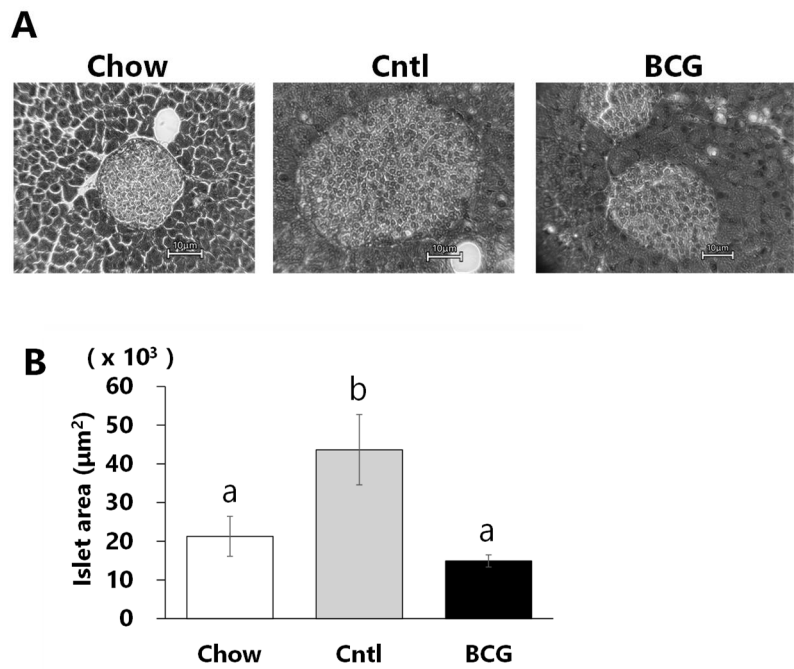 A
Chow Cntl BCG
10μm 10μm 10μm
B
( x 10³ )
Islet area (μm²)
60
50
40
30
20
10
0
a
b
a
Chow Cntl BCG